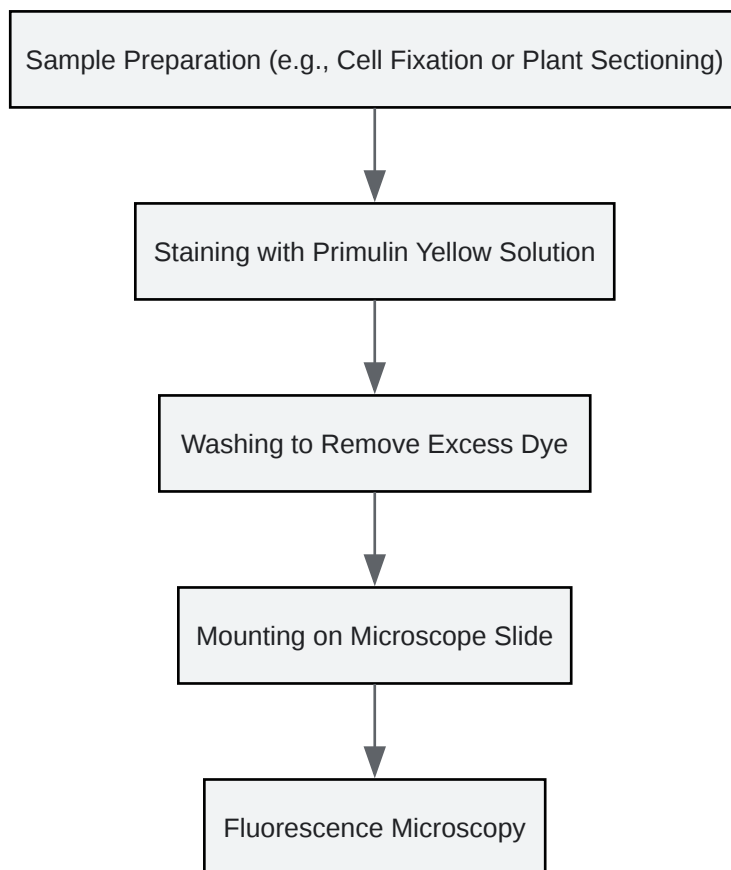 Sample Preparation (e.g., Cell Fixation or Plant Sectioning)
Staining with Primulin Yellow Solution
Washing to Remove Excess Dye
Mounting on Microscope Slide
Fluorescence Microscopy